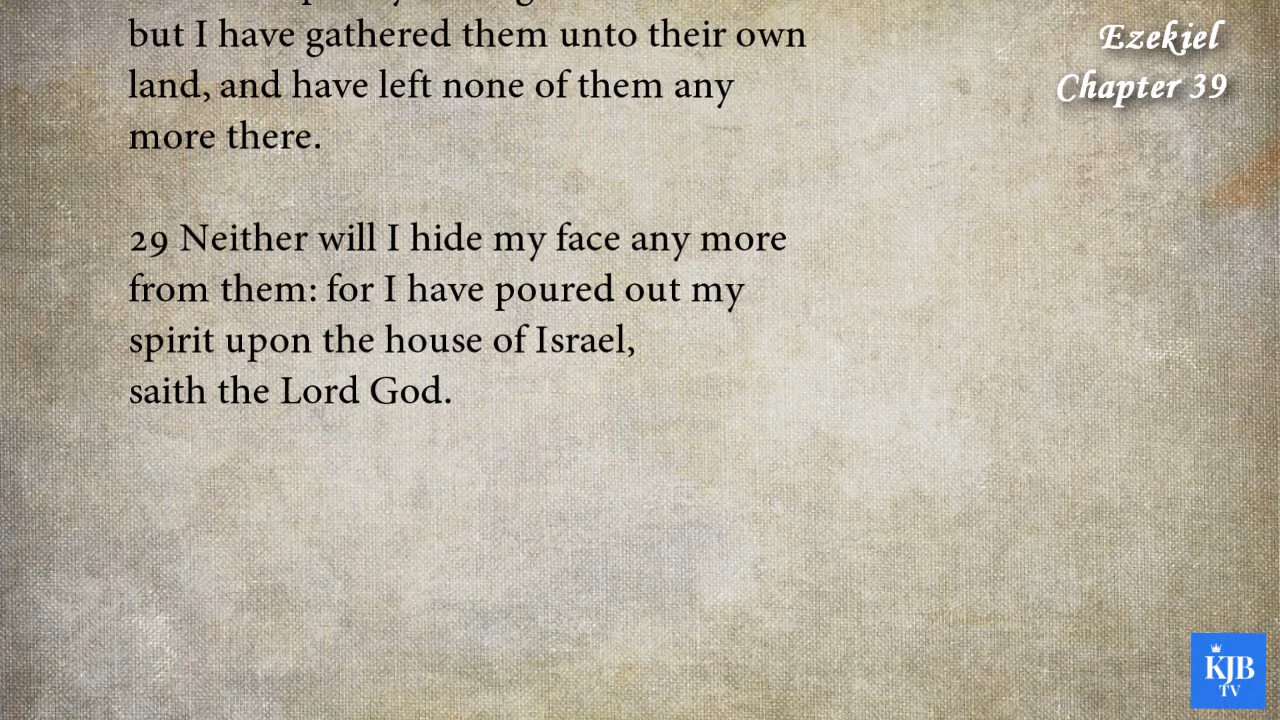 but I have gathered them unto their own
land, and have left none of them any
more there.
29 Neither will I hide my face any more
from them: for I have poured out my
spirit upon the house of Israel,
saith the Lord God.
Ezekiel
Chapter 39
KJB
TV